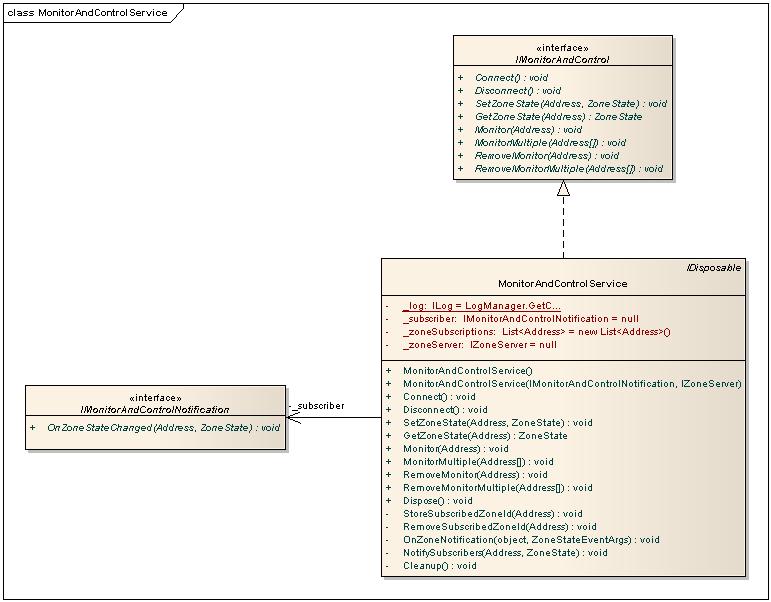 class MonitorAndControlService
«interface»
IMonitorAndControl
+ Connect() : void
+ Disconnect() : void
+ SetZoneState(Address, ZoneState) : void
+ GetZoneState(Address) : ZoneState
+ Monitor(Address) : void
+ MonitorMultiple(Address[]) : void
+ RemoveMonitor(Address) : void
+ RemoveMonitorMultiple(Address[]) : void
IDisposable
MonitorAndControlService
- _log: ILog = LogManager.GetC...
- _subscriber: IMonitorAndControlNotification = null
- _zoneSubscriptions: List<Address> = new List<Address>()
- _zoneServer: IZoneServer = null
+ MonitorAndControlService()
+ MonitorAndControlService(IMonitorAndControlNotification, IZoneServer)
+ Connect() : void
+ Disconnect() : void
+ SetZoneState(Address, ZoneState) : void
+ GetZoneState(Address) : ZoneState
+ Monitor(Address) : void
+ MonitorMultiple(Address[]) : void
+ RemoveMonitor(Address) : void
+ RemoveMonitorMultiple(Address[]) : void
+ Dispose() : void
- StoreSubscribedZoneId(Address) : void
- RemoveSubscribedZoneId(Address) : void
- OnZoneNotification(object, ZoneStateEventArgs) : void
- NotifySubscribers(Address, ZoneState) : void
- Cleanup() : void
-_subscriber
«interface»
IMonitorAndControlNotification
+ OnZoneStateChanged(Address, ZoneState) : void